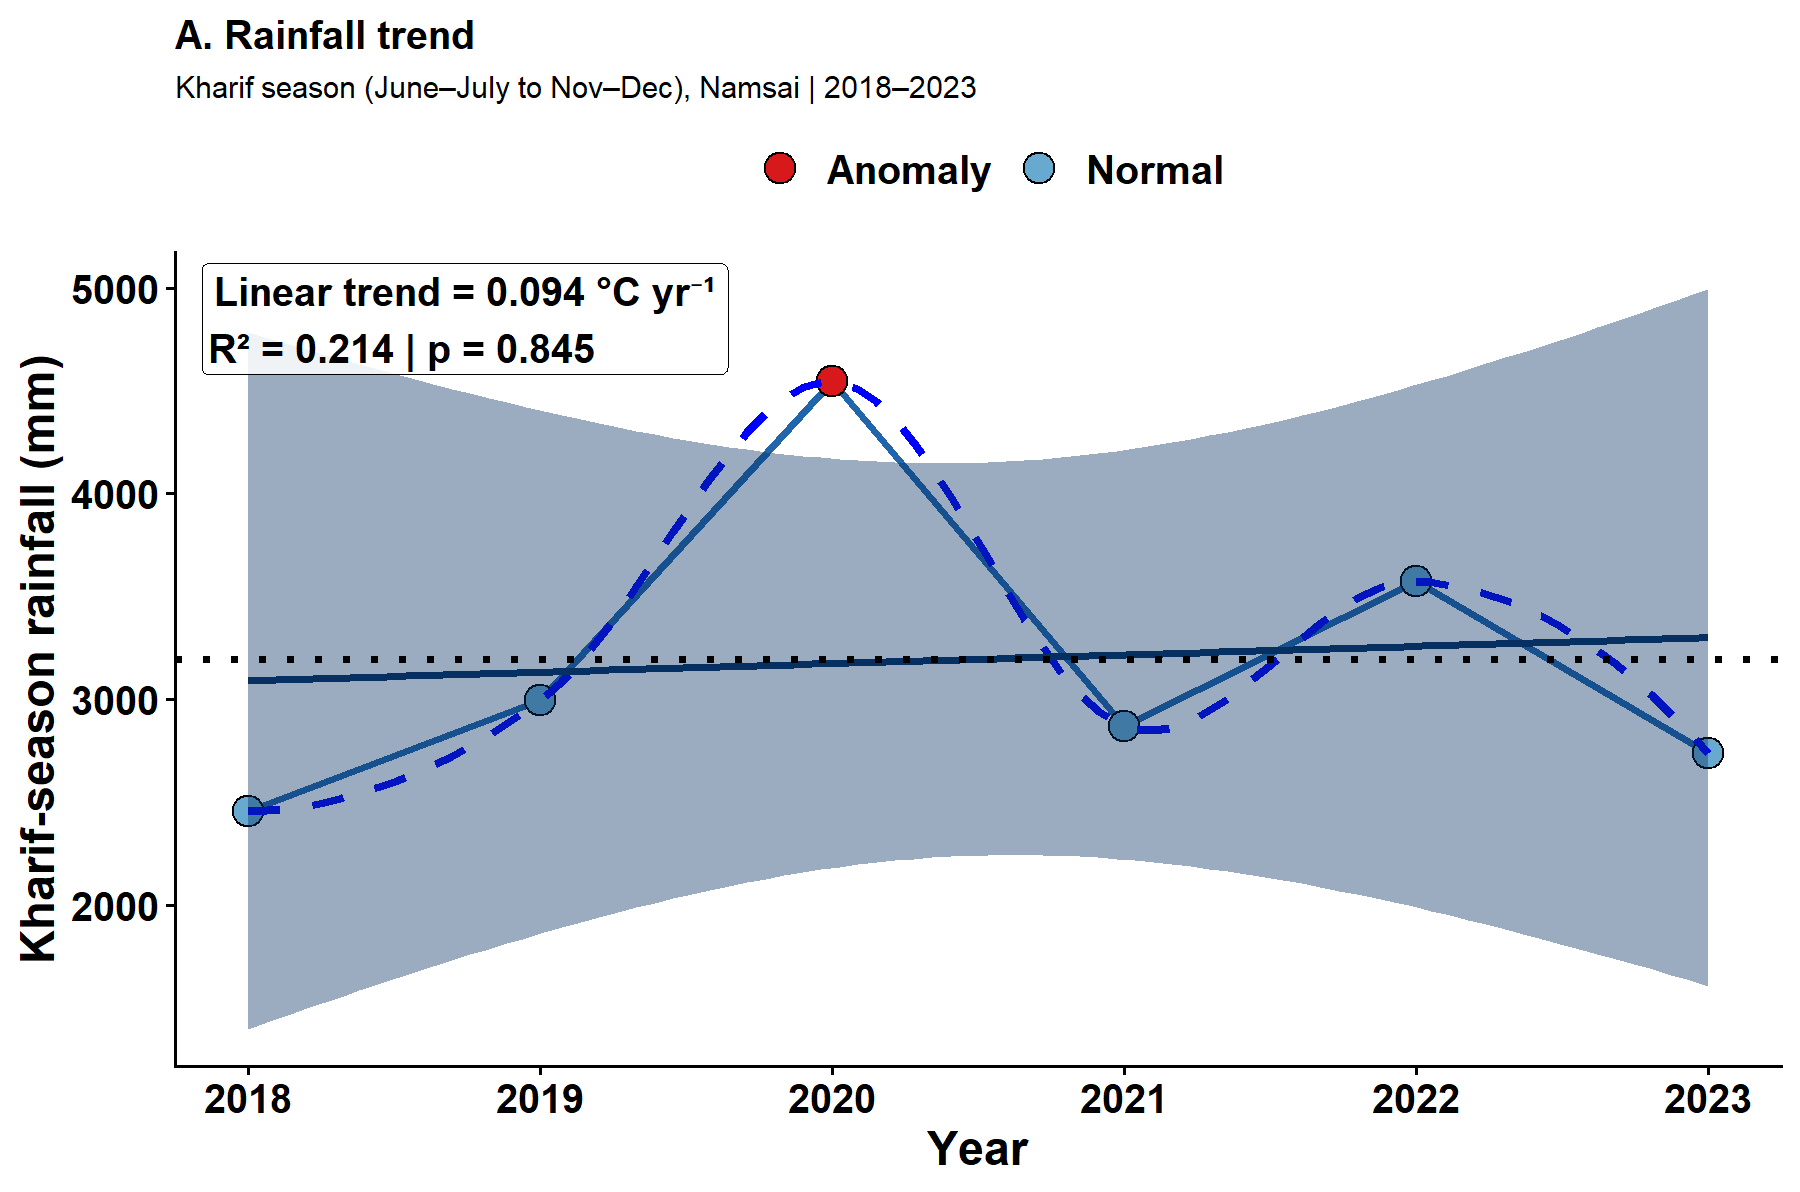 A. Rainfall trend
Kharif season (June–July to Nov–Dec), Namsai | 2018–2023
Anomaly Normal
Linear trend = 0.094 °C yr⁻¹
R² = 0.214 | p = 0.845
Kharif-season rainfall (mm)
5000
4000
3000
2000
2018 2019 2020 2021 2022 2023
Year